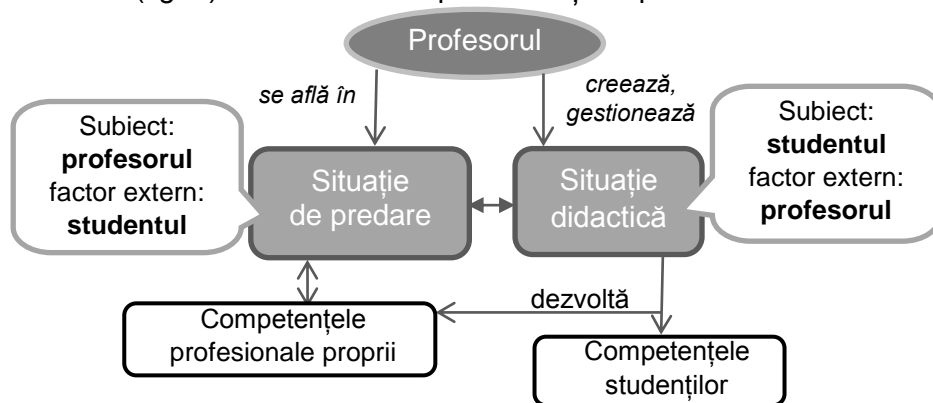 Profesorul
se află în
creează,
gestionează
Subiect:
profesorul
factor extern:
studentul
Situație
de predare
Situație
didactică
Subiect:
studentul
factor extern:
profesorul
dezvoltă
Competențele
profesionale proprii
Competențele
studenților